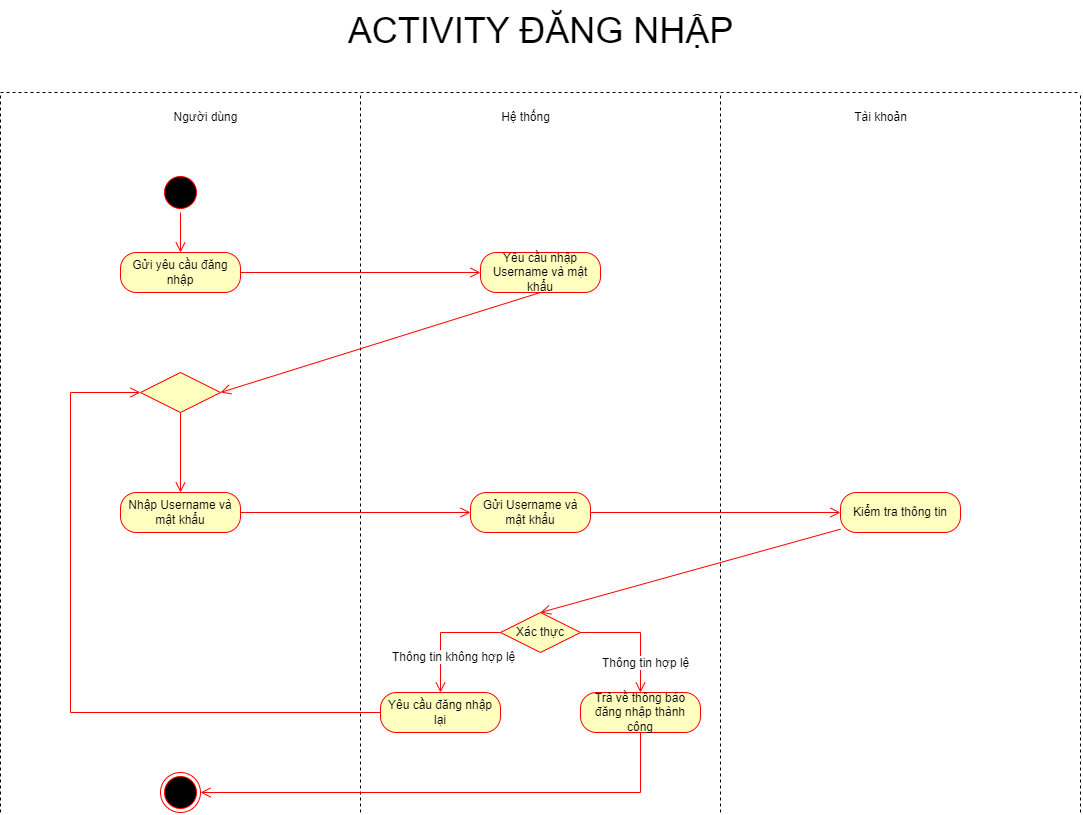 ACTIVITY ĐĂNG NHẬP
Người dùng
Hệ thống
Tài khoản
Gửi yêu cầu đăng
nhập
Yêu cầu nhập
Username và mật
khẩu
Nhập Username và
mật khẩu
Gửi Username và
mật khẩu
Kiểm tra thông tin
Xác thực
Thông tin không hợp lệ
Thông tin hợp lệ
Yêu cầu đăng nhập
lại
Trả về thông báo
đăng nhập thành
công